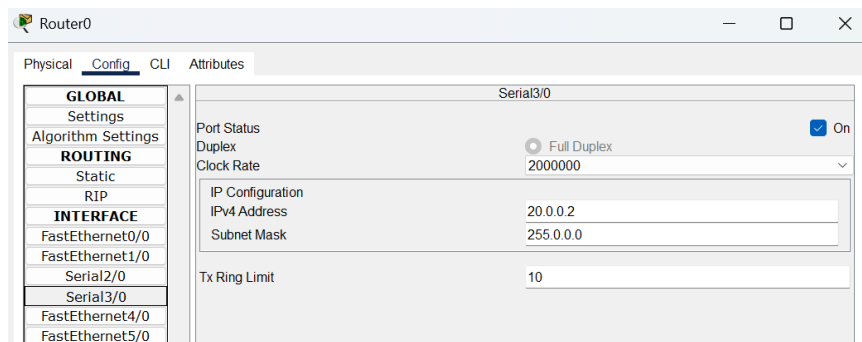 Router0
Physical Config CLI Attributes
GLOBAL
Settings
Algorithm Settings
ROUTING
Static
RIP
INTERFACE
FastEthernet0/0
FastEthernet1/0
Serial2/0
Serial3/0
FastEthernet4/0
FastEthernet5/0
Serial3/0
Port Status On
Duplex Full Duplex
Clock Rate 2000000
IP Configuration
IPv4 Address 20.0.0.2
Subnet Mask 255.0.0.0
Tx Ring Limit 10